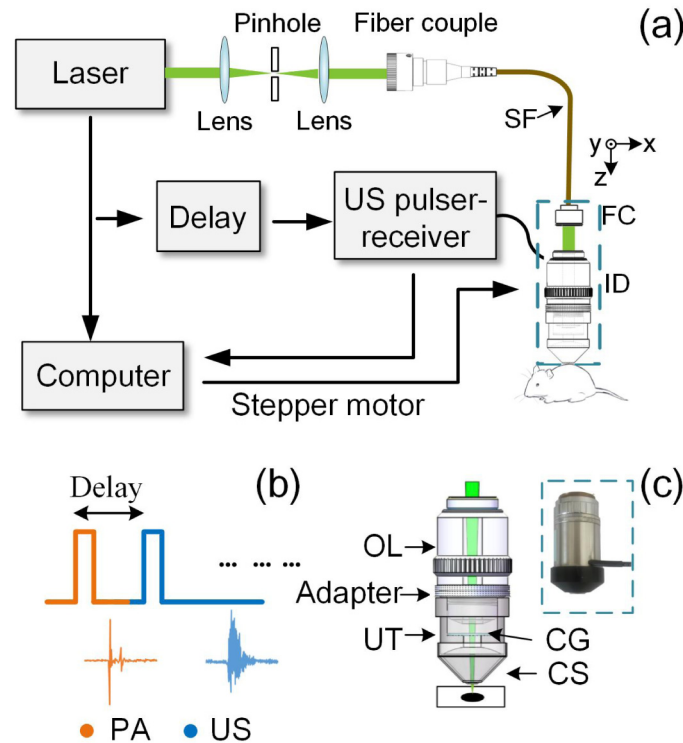 Pinhole
Fiber couple
(a)
Laser
Lens
Lens
SF
y
x
z
FC
Delay
US pulser-
receiver
ID
Computer
Stepper motor
(b)
Delay
... ... ...
PA
US
(c)
OL
Adapter
UT
CG
CS